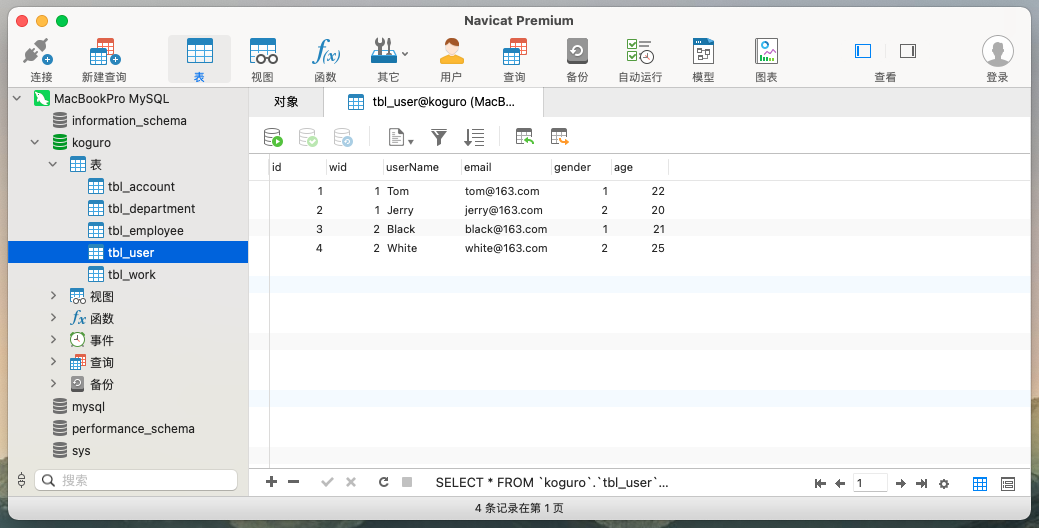 Navicat Premium
连接
新建查询
表
视图
函数
其它
用户
查询
备份
自动运行
模型
图表
查看
登录
MacBookPro MySQL
information_schema
koguro
表
tbl_account
tbl_department
tbl_employee
tbl_user
tbl_work
视图
函数
事件
查询
备份
mysql
performance_schema
sys
搜索
对象
tbl_user@koguro (MacB...
id wid userName email gender age
1 1 Tom tom@163.com 1 22
2 1 Jerry jerry@163.com 2 20
3 2 Black black@163.com 1 21
4 2 White white@163.com 2 25
SELECT * FROM `koguro`.`tbl_user`...
1
4 条记录在第 1 页